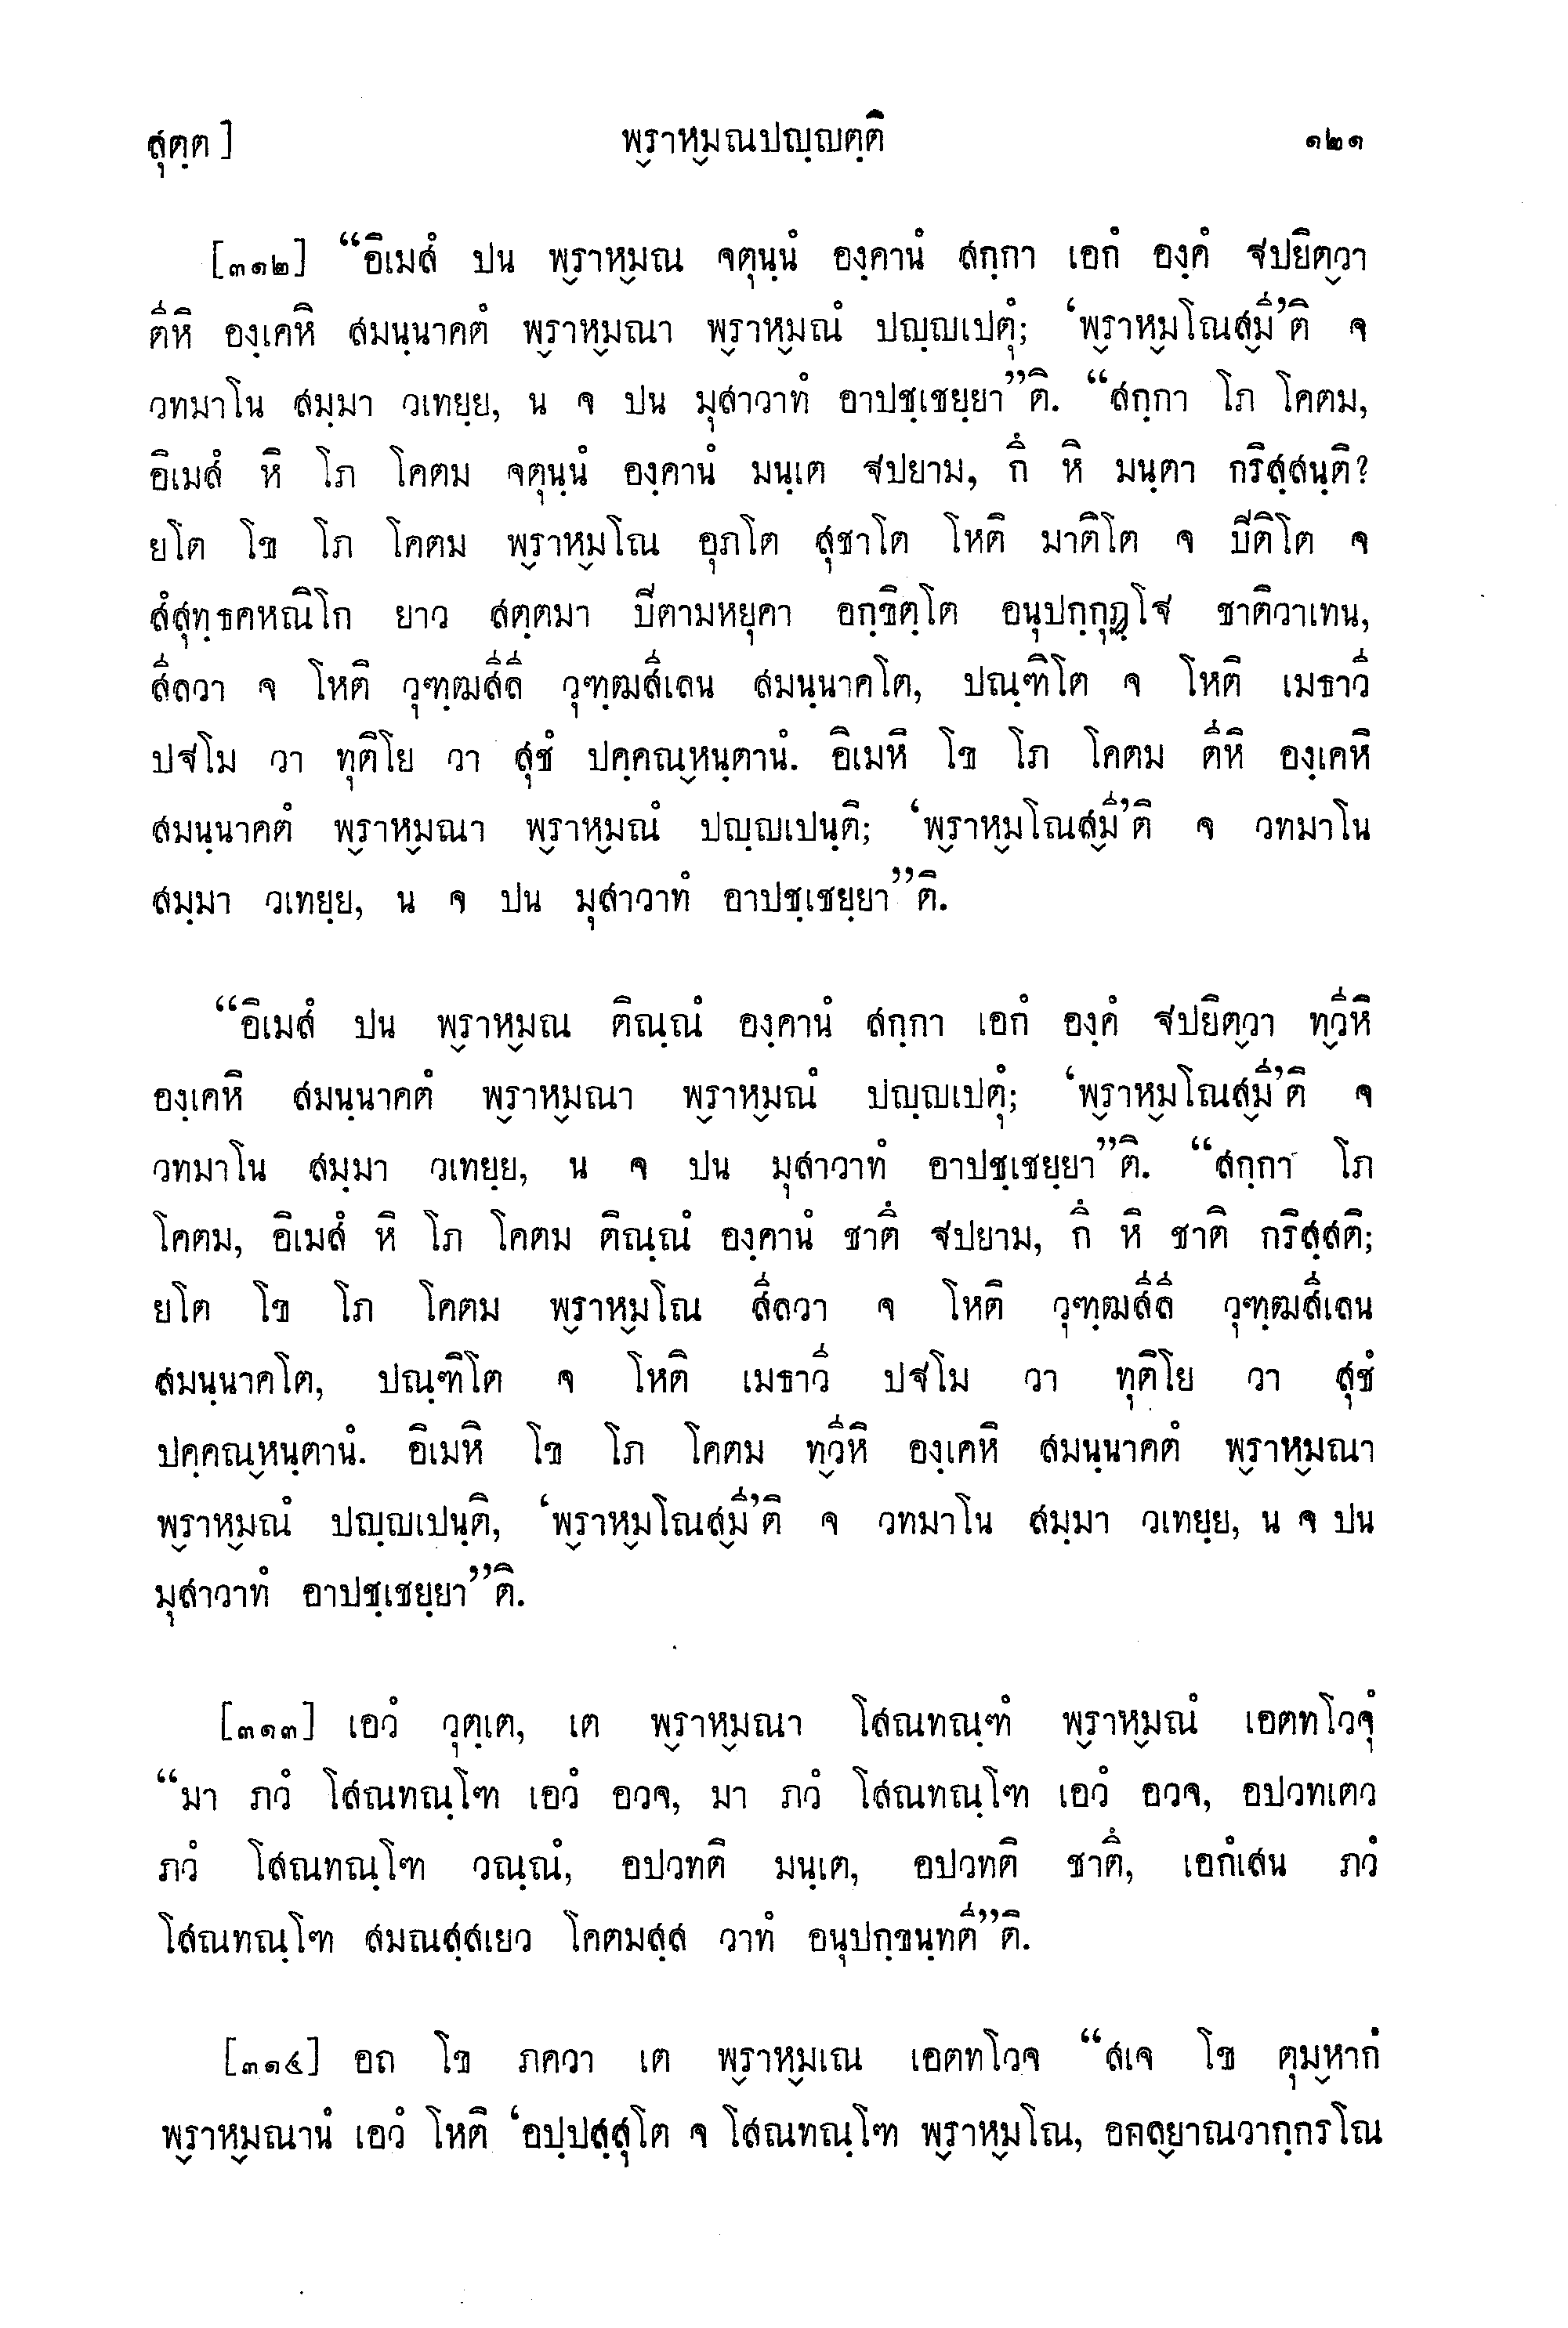 สุตฺต]	พ๎ราห๎มณปญฺญตฺติ	๑๒๑
[๓๑๒] “อิเมสํ ปน พ๎ราห๎มณ จตุนฺนํ องฺคานํ สกฺกา เอกํ องฺคํ ฐปยิต๎วา
ตีหิ องฺเคหิ สมนฺนาคตํ พ๎ราห๎มณา พ๎ราห๎มณํ ปญฺญเปตุํ; ‘พ๎ราห๎มโณส๎มี’ติ จ
วทมาโน สมฺมา วเทยฺย, น จ ปน มุสาวาทํ อาปชฺเชยฺยา”ติ. “สกฺกา โภ โคตม,
อิเมสํ หิ โภ โคตม จตุนฺนํ องฺคานํ มนฺเต ฐปยาม, กึ หิ มนฺตา กริสฺสนฺติ?
ยโต โข โภ โคตม พ๎ราห๎มโณ อุภโต สุชาโต โหติ มาติโต จ ปิติโต จ
สํสุทฺธคหณิโก ยาว สตฺตมา ปิตามหยุคา อกฺขิตฺโต อนุปกฺกุฏฺโฐ ชาติวาเทน,
สีลวา จ โหติ วุฑฺฒสีลี วุฑฺฒสีเลน สมนฺนาคโต, ปณฺฑิโต จ โหติ เมธาวี
ปฐโม วา ทุติโย วา สุชํ ปคฺคณ๎หนฺตานํ. อิเมหิ โข โภ โคตม ตีหิ องฺเคหิ
สมนฺนาคตํ พ๎ราห๎มณา พ๎ราห๎มณํ ปญฺญเปนฺติ; ‘พ๎ราห๎มโณส๎มี’ติ จ วทมาโน
สมฺมา วเทยฺย, น จ ปน มุสาวาทํ อาปชฺเชยฺยา”ติ.
“อิเมสํ ปน พ๎ราห๎มณ ติณฺณํ องฺคานํ สกฺกา เอกํ องฺคํ ฐปยิต๎วา ท๎วีหิ
องฺเคหิ สมนฺนาคตํ พ๎ราห๎มณา พ๎ราห๎มณํ ปญฺญเปตุํ; ‘พ๎ราห๎มโณส๎มี’ติ จ
วทมาโน สมฺมา วเทยฺย, น จ ปน มุสาวาทํ อาปชฺเชยฺยา”ติ. “สกฺกา โภ
โคตม, อิเมสํ หิ โภ โคตม ติณฺณํ องฺคานํ ชาตึ ฐปยาม, กึ หิ ชาติ กริสฺสติ;
ยโต โข โภ โคตม พ๎ราห๎มโณ สีลวา จ โหติ วุฑฺฒสีลี วุฑฺฒสีเลน
สมนฺนาคโต, ปณฺฑิโต จ โหติ เมธาวี ปฐโม วา ทุติโย วา สุชํ
ปคฺคณ๎หนฺตานํ. อิเมหิ โข โภ โคตม ท๎วีหิ องฺเคหิ สมนฺนาคตํ พ๎ราห๎มณา
พ๎ราห๎มณํ ปญฺญเปนฺติ, ‘พ๎ราห๎มโณส๎มี’ติ จ วทมาโน สมฺมา วเทยฺย, น จ ปน
มุสาวาทํ อาปชฺเชยฺยา”ติ.
[๓๑๓] เอวํ วุตฺเต, เต พ๎ราห๎มณา โสณทณฺฑํ พ๎ราห๎มณํ เอตทโวจุํ
“มา ภวํ โสณทณฺโฑ เอวํ อวจ, มา ภวํ โสณทณฺโฑ เอวํ อวจ, อปวทเตว
ภวํ โสณทณฺโฑ วณฺณํ, อปวทติ มนฺเต, อปวทติ ชาตึ, เอกํเสน ภวํ
โสณทณฺโฑ สมณสฺสเยว โคตมสฺส วาทํ อนุปกฺขนฺทตี”ติ.
[๓๑๔] อถ โข ภควา เต พ๎ราห๎มเณ เอตทโวจ “สเจ โข ตุม๎หากํ
พ๎ราห๎มณานํ เอวํ โหติ ‘อปฺปสฺสุโต จ โสณทณฺโฑ พ๎ราห๎มโณ, อกล๎ยาณวากฺกรโณ